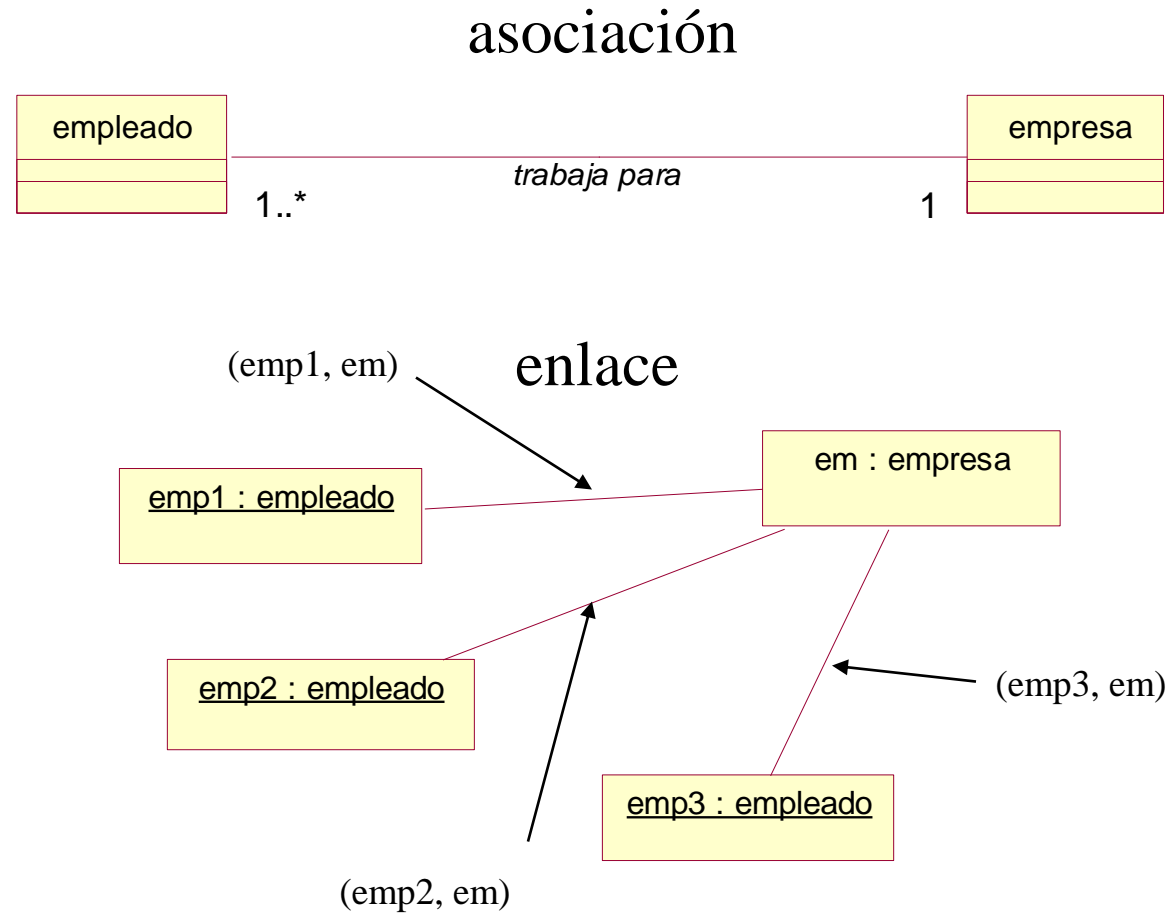 asociación
empleado
empresa
trabaja para
1..*
1
enlace
(emp1, em)
em : empresa
emp1 : empleado
emp2 : empleado
(emp3, em)
emp3 : empleado
(emp2, em)